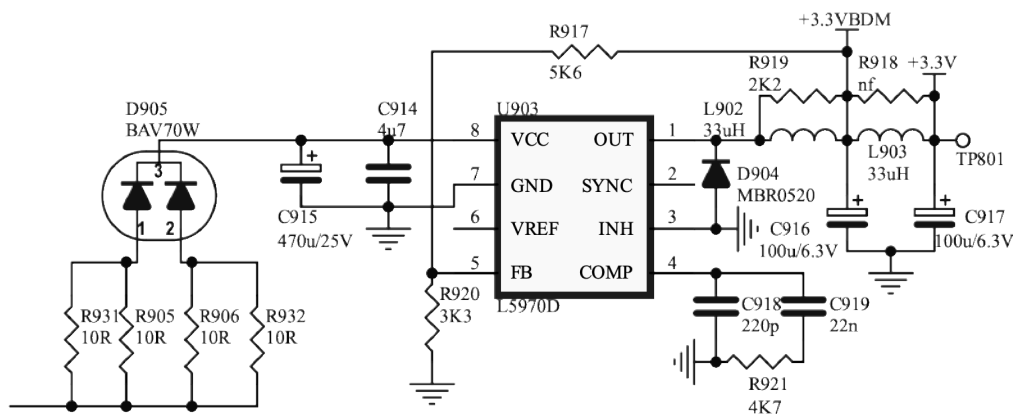 +3.3VBDM
R917
5K6
R919
2K2
R918
nf
+3.3V
D905
BAV70W
C914
4u7
U903
L902
33uH
8
VCC
OUT
1
3
1
2
C915
470u/25V
7
GND
SYNC
2
D904
MBR0520
L903
33uH
TP801
6
VREF
INH
3
C916
100u/6.3V
C917
100u/6.3V
5
FB
COMP
4
L5970D
R920
3K3
C918
220p
C919
22n
R931
10R
R905
10R
R906
10R
R932
10R
R921
4K7
+
+
+